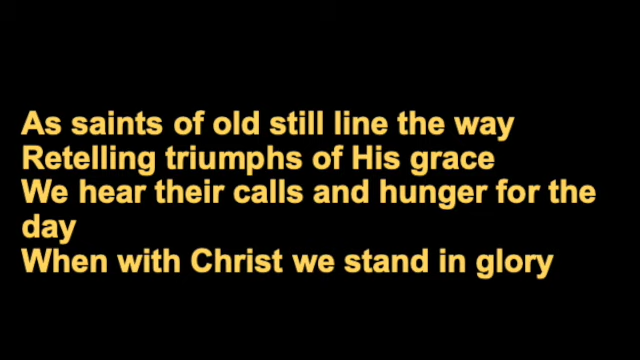 As saints of old still line the way
Retelling triumphs of His grace
We hear their calls and hunger for the
day
When with Christ we stand in glory